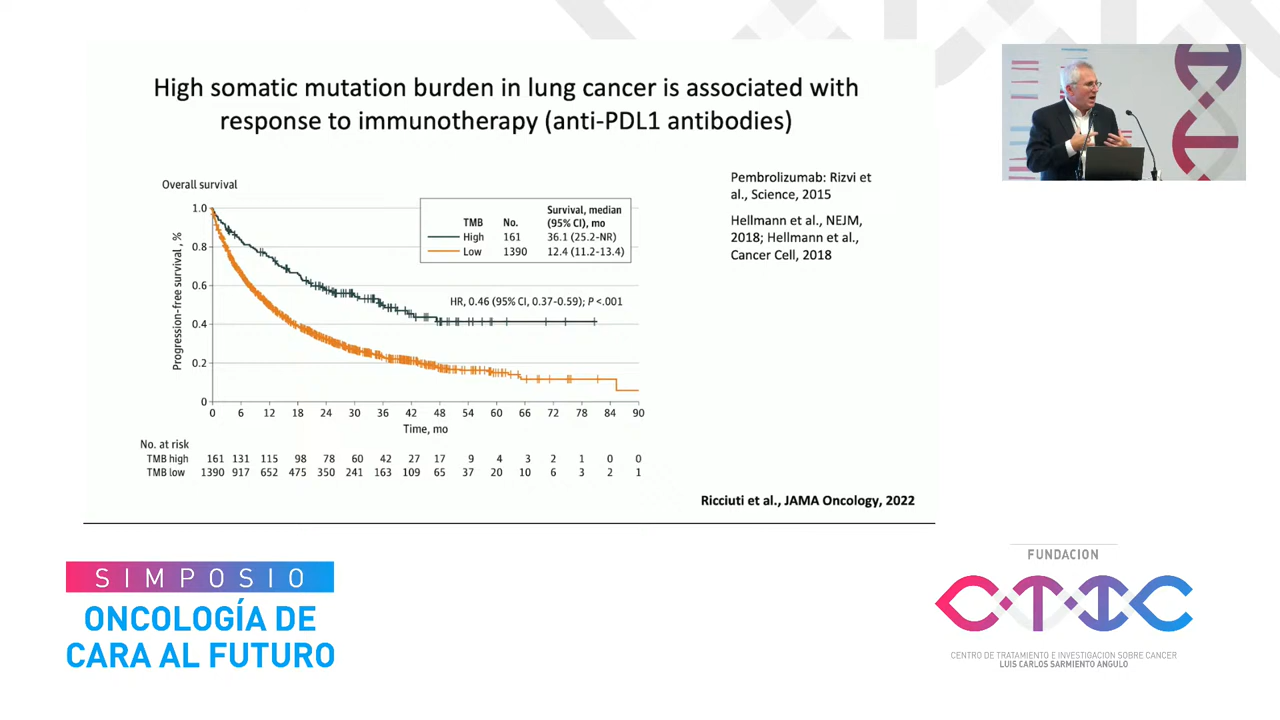 High somatic mutation burden in lung cancer is associated with
response to immunotherapy (anti-PDL1 antibodies)
Overall survival
Progression-free survival, %
1.0
0.8
0.6
0.4
0.2
0
TMB No. Survival, median (95% CI), mo
High 161 36.1 (25.2-NR)
Low 1390 12.4 (11.2-13.4)
HR, 0.46 (95% CI, 0.37-0.59); P <.001
0 6 12 18 24 30 36 42 48 54 60 66 72 78 84 90
Time, mo
No. at risk
TMB high 161 131 115 98 78 60 42 27 17 9 4 3 2 1 0 0
TMB low 1390 917 652 475 350 241 163 109 65 37 20 10 6 3 2 1
Pembrolizumab: Rizvi et
al., Science, 2015
Hellmann et al., NEJM,
2018; Hellmann et al.,
Cancer Cell, 2018
Ricciuti et al., JAMA Oncology, 2022
SIMPOSIO
ONCOLOGÍA DE
CARA AL FUTURO
FUNDACION
CTIC
CENTRO DE TRATAMIENTO E INVESTIGACION SOBRE CANCER
LUIS CARLOS SARMIENTO ANGULO